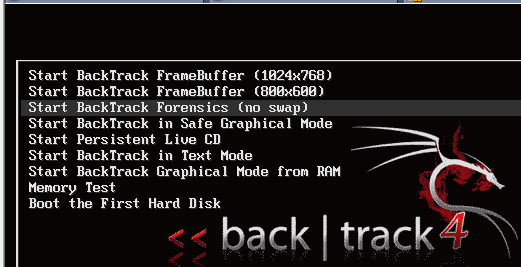 Start BackTrack FrameBuffer (1024x768)
Start BackTrack FrameBuffer (800x600)
Start BackTrack Forensics (no swap)
Start BackTrack in Safe Graphical Mode
Start Persistent Live CD
Start BackTrack in Text Mode
Start BackTrack Graphical Mode from RAM
Memory Test
Boot the First Hard Disk
<< back | track 4